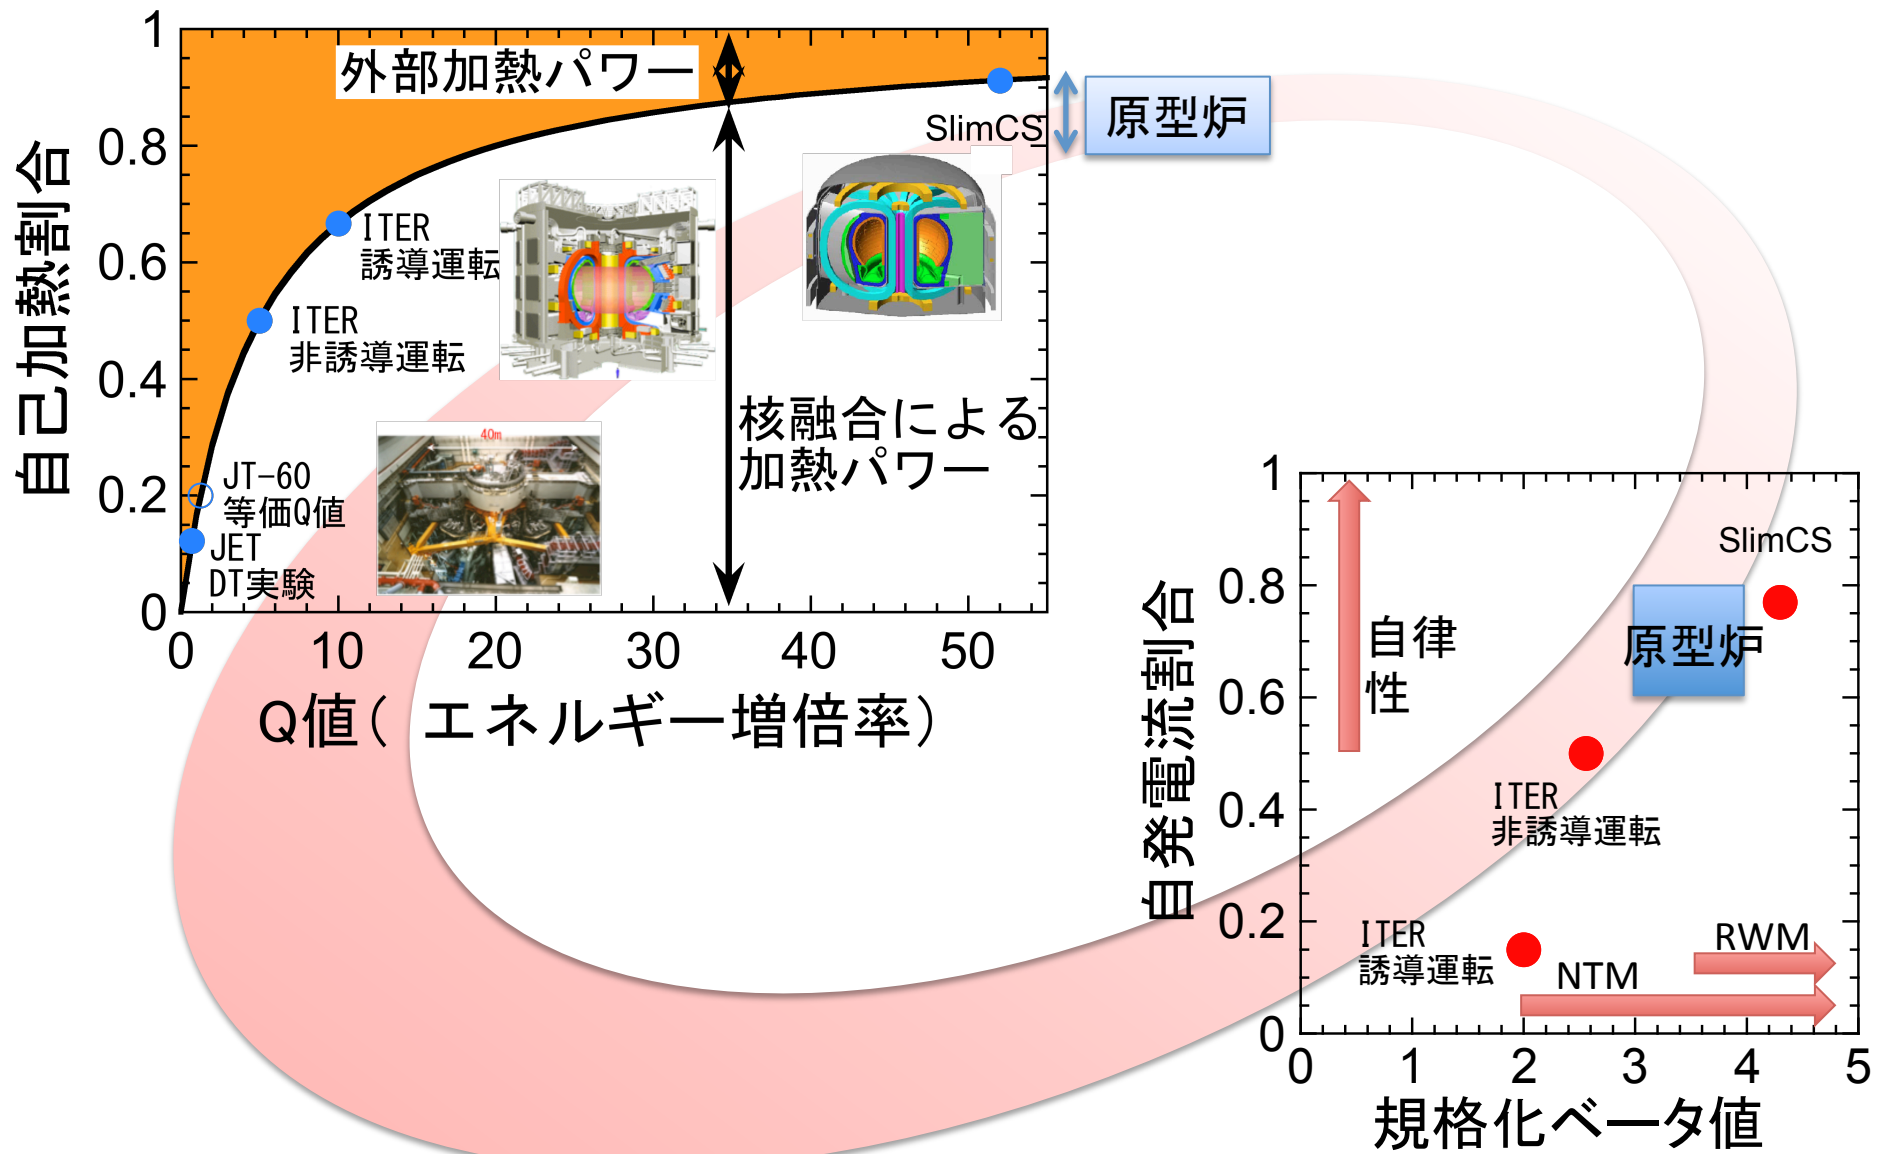 自己加熱割合
1
0.8
0.6
0.4
0.2
0
外部加熱パワー
SlimCS
原型炉
ITER
誘導運転
ITER
非誘導運転
核融合による
加熱パワー
40m
JT-60
等価Q値
JET
DT実験
0 10 20 30 40 50
Q値( エネルギー増倍率)
自発電流割合
1
0.8
0.6
0.4
0.2
0
自律
性
SlimCS
原型炉
ITER
非誘導運転
ITER
誘導運転
RWM
NTM
0 1 2 3 4 5
規格化ベータ値